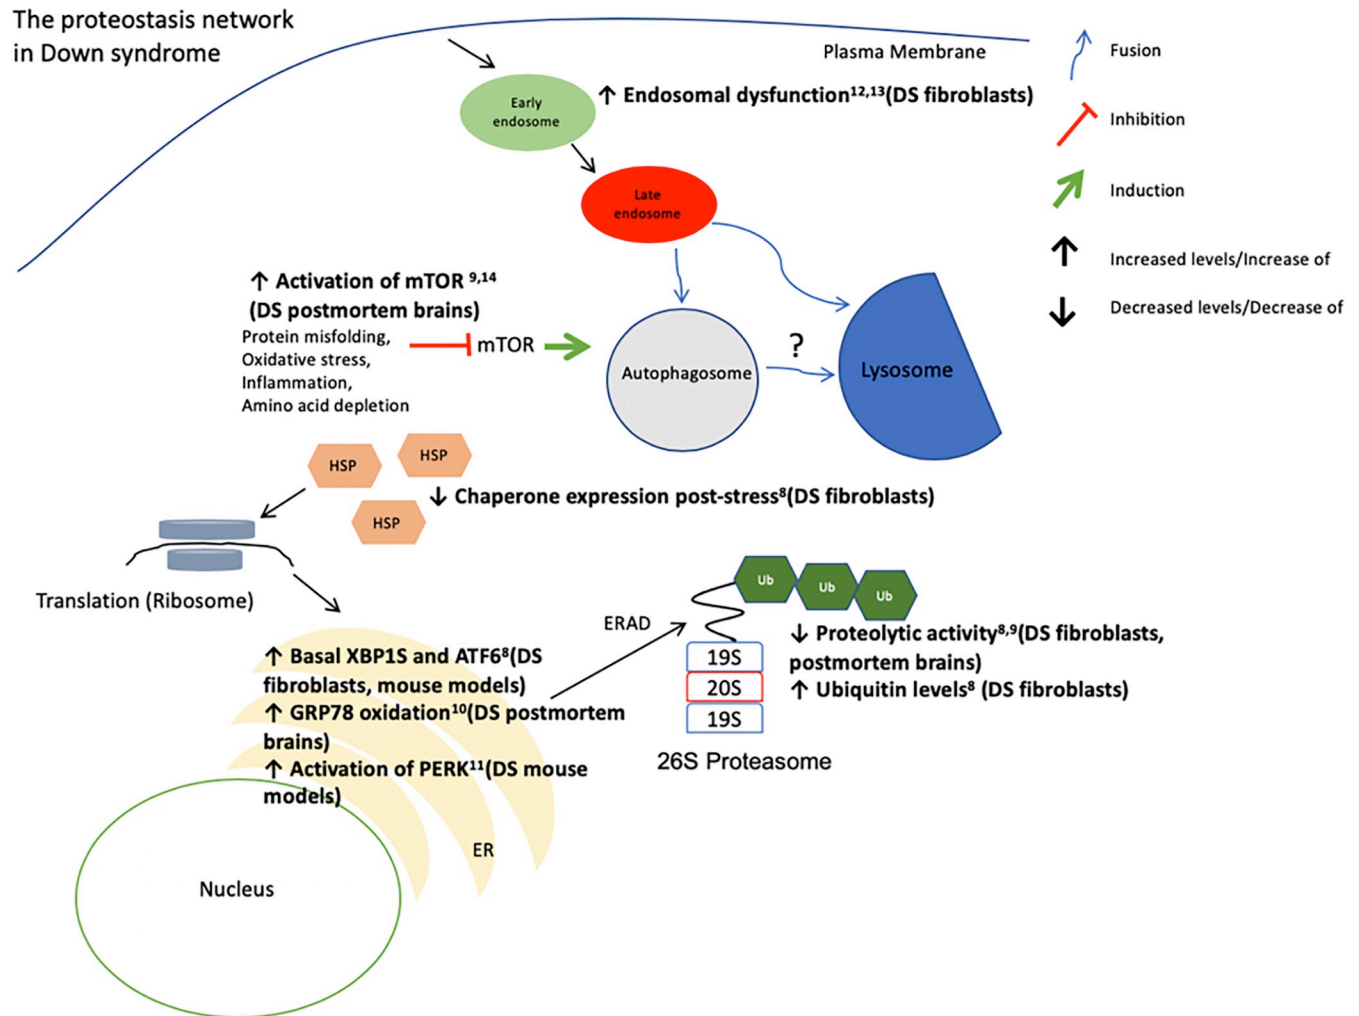 The proteostasis network
in Down syndrome
Plasma Membrane
Early
endosome
↑ Endosomal dysfunction12,13(DS fibroblasts)
Late
endosome
Fusion
Inhibition
Induction
↑ Increased levels/Increase of
↓ Decreased levels/Decrease of
↑ Activation of mTOR 9,14
(DS postmortem brains)
Protein misfolding,
Oxidative stress,
Inflammation,
Amino acid depletion
mTOR
Autophagosome
?
Lysosome
HSP
HSP
HSP
↓ Chaperone expression post-stress8(DS fibroblasts)
Translation (Ribosome)
↑ Basal XBP1S and ATF68(DS
fibroblasts, mouse models)
↑ GRP78 oxidation10(DS postmortem
brains)
↑ Activation of PERK11(DS mouse
models)
ER
Nucleus
ERAD
Ub
Ub
Ub
↓ Proteolytic activity8,9(DS fibroblasts,
postmortem brains)
↑ Ubiquitin levels8 (DS fibroblasts)
19S
20S
19S
26S Proteasome